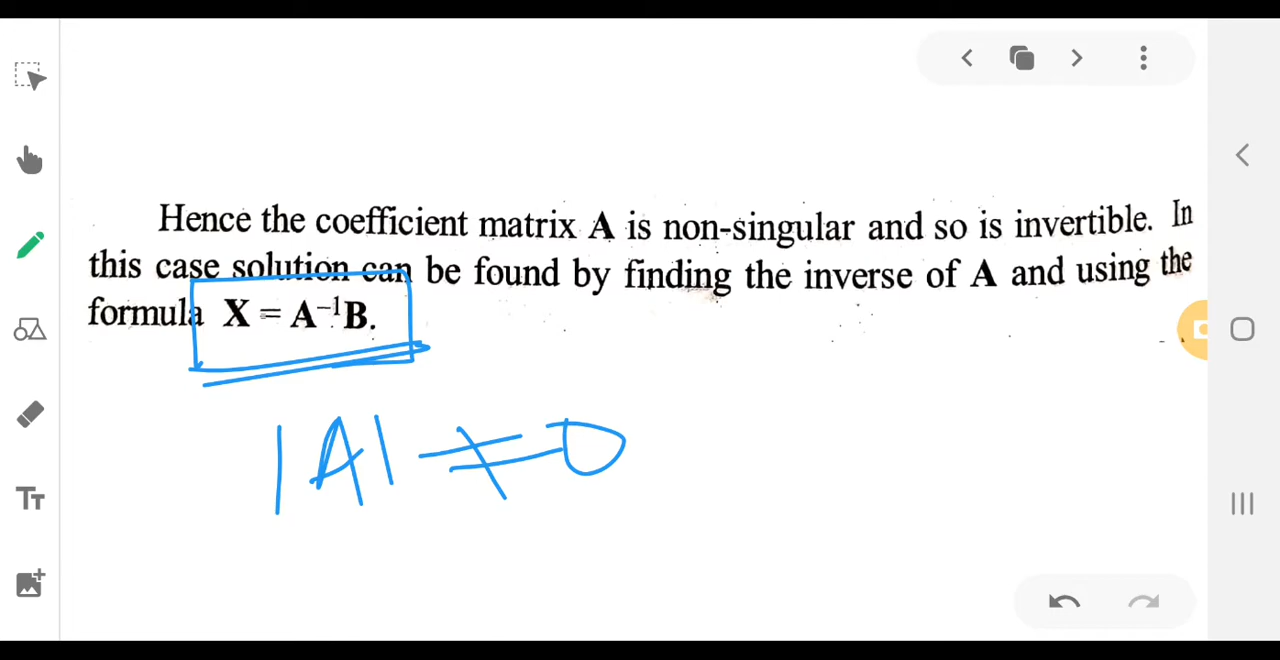 Hence the coefficient matrix A is non-singular and so is invertible. In
this case solution can be found by finding the inverse of A and using the
formula X = A⁻¹B.
|A| ≠ 0
Tт